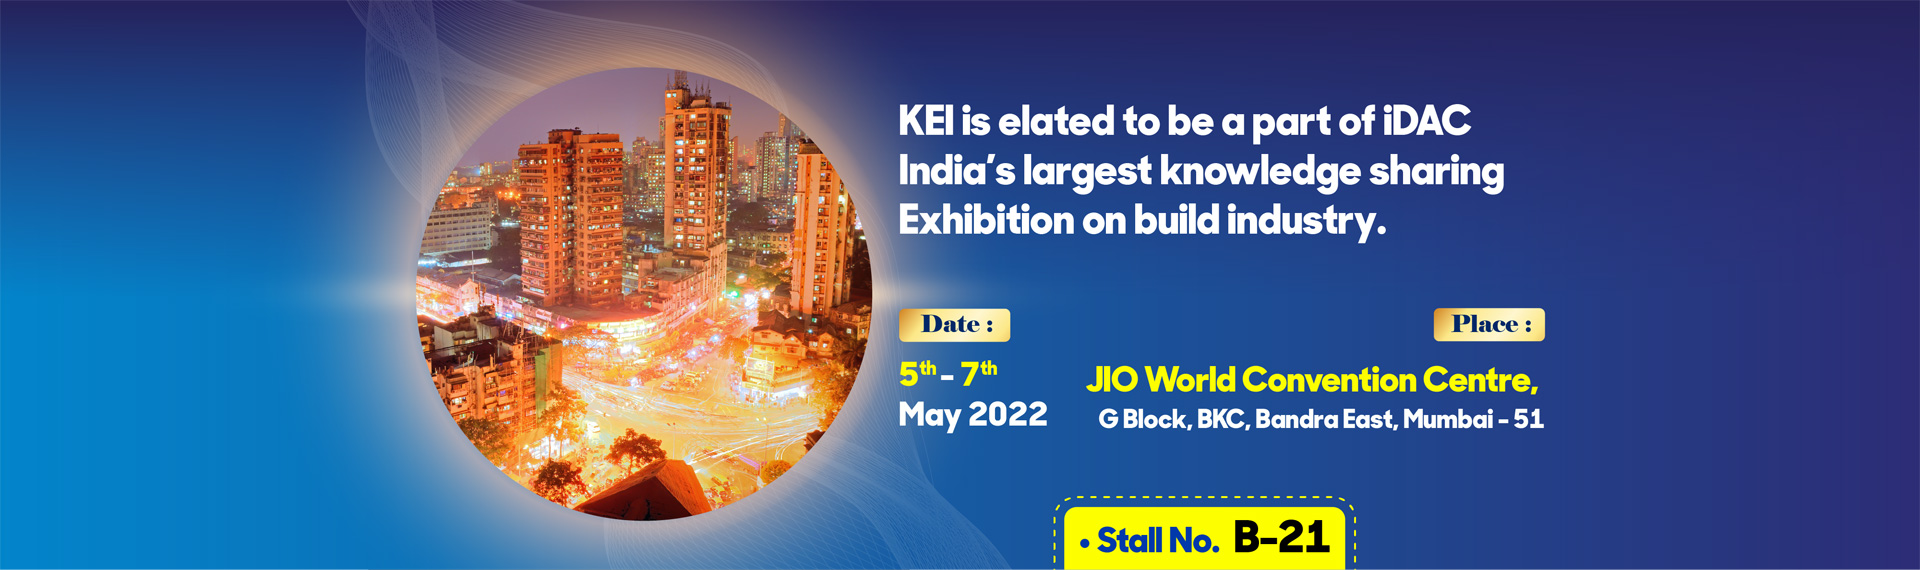 KEI is elated to be a part of iDAC
India’s largest knowledge sharing
Exhibition on build industry.
Date :
5th - 7th
May 2022
Place :
JIO World Convention Centre,
G Block, BKC, Bandra East, Mumbai - 51
• Stall No. B-21